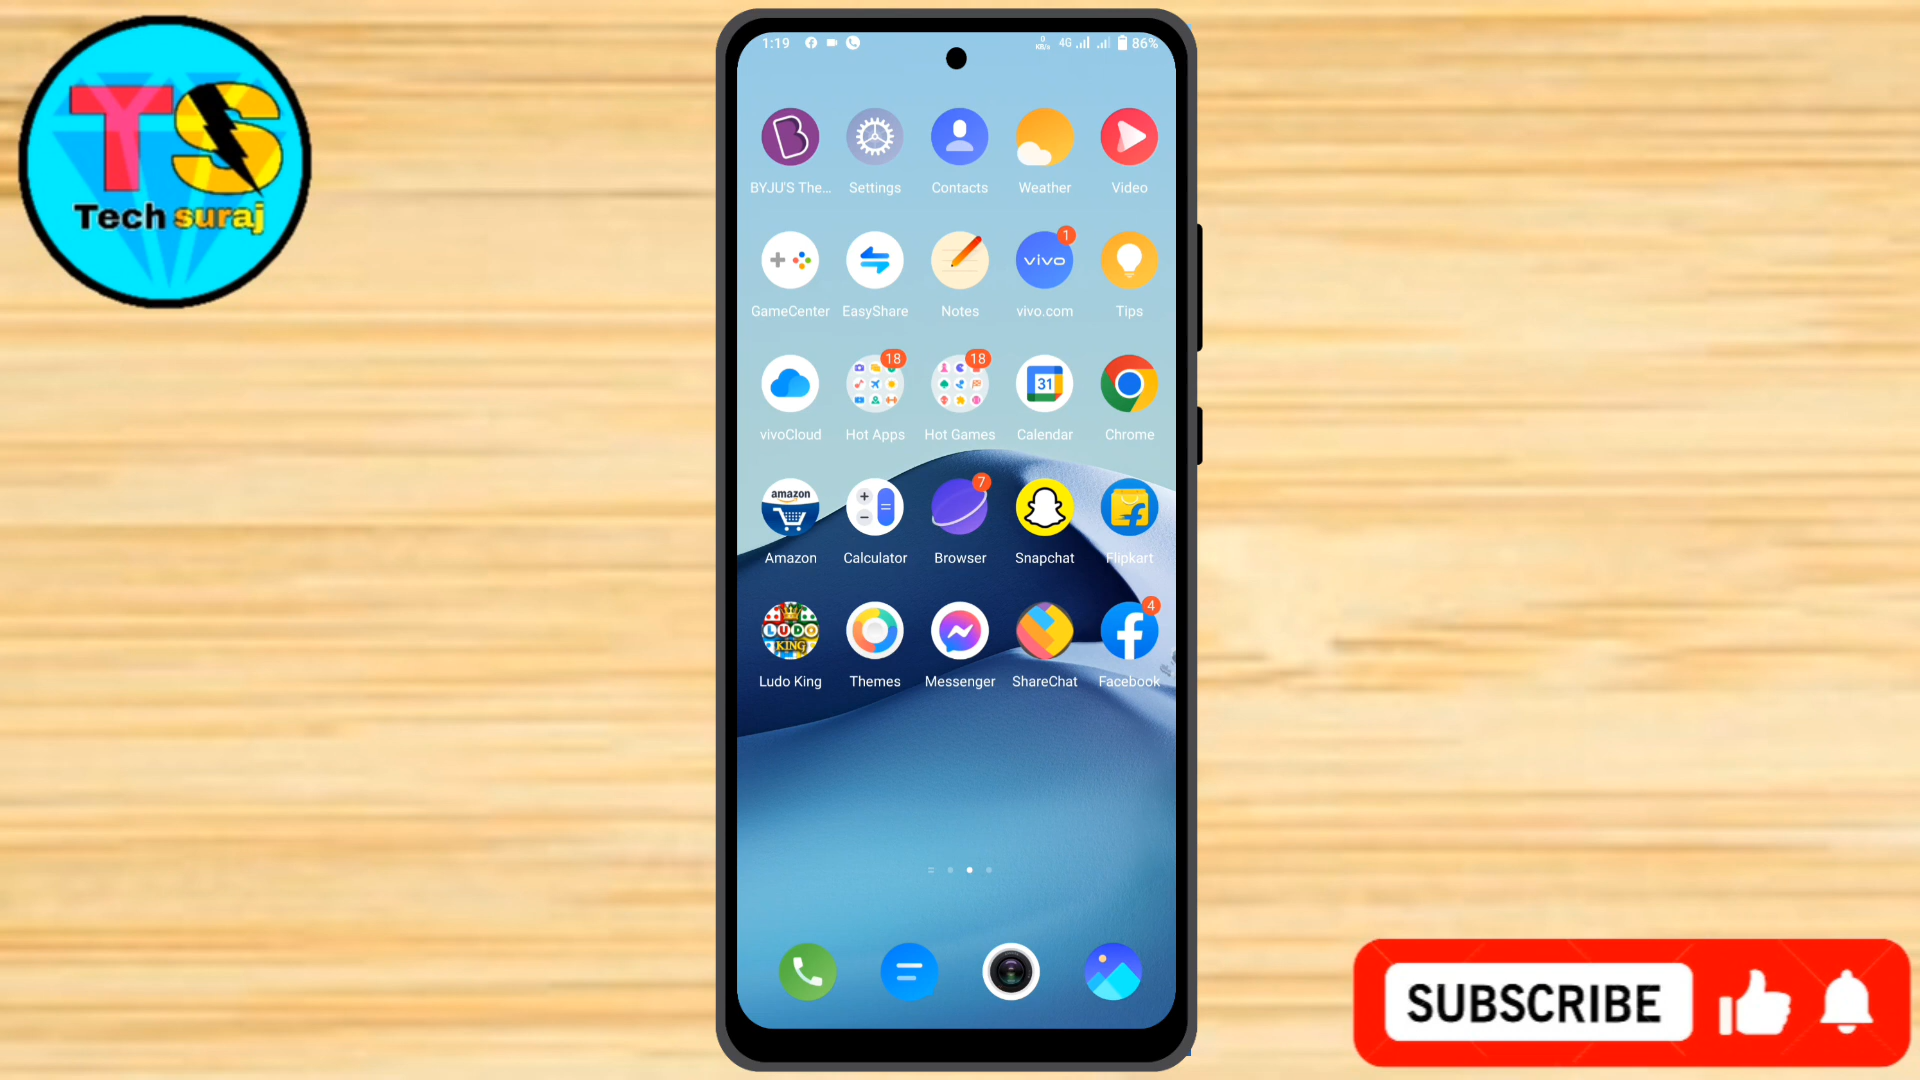 TS
Tech suraj
1:19
0
KB/s
4G
86%
BYJU'S The... Settings Contacts Weather Video
vivo 1
GameCenter EasyShare Notes vivo.com Tips
18 18
31
vivoCloud Hot Apps Hot Games Calendar Chrome
amazon
7
Amazon Calculator Browser Snapchat Flipkart
LUDO
KING
4
Ludo King Themes Messenger ShareChat Facebook
SUBSCRIBE